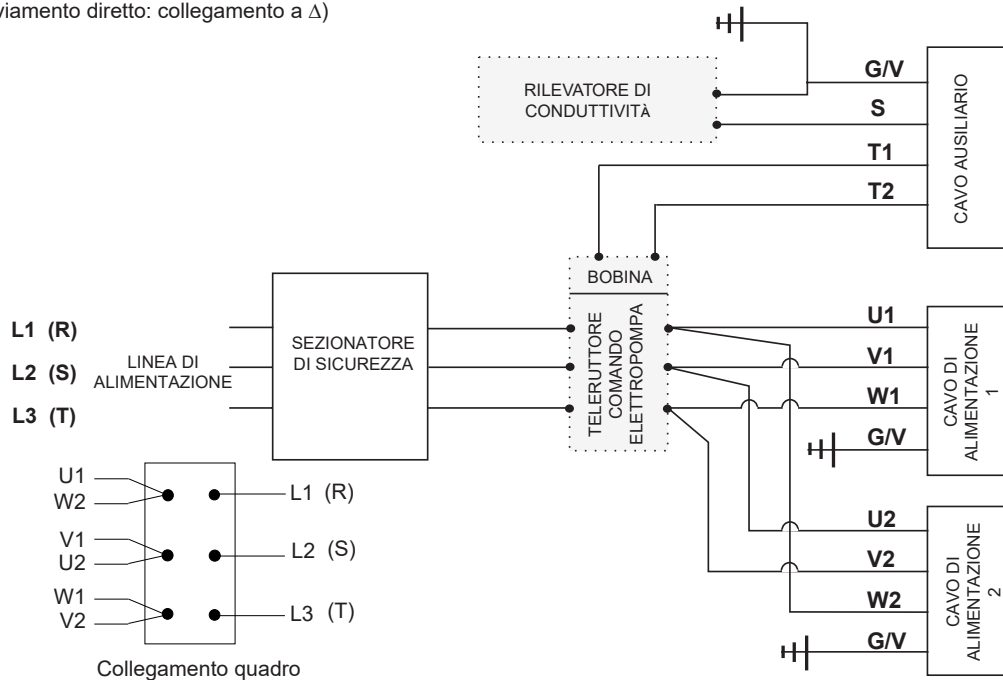 viamento diretto: collegamento a Δ)
RILEVATORE DI
CONDUTTIVITÀ
G/V
S
T1
T2
CAVO AUSILIARIO
BOBINA
TELERUTTORE
COMANDO
ELETTROPOMPA
L1 (R)
L2 (S)
L3 (T)
LINEA DI
ALIMENTAZIONE
SEZIONATORE
DI SICUREZZA
U1
V1
W1
G/V
CAVO DI
ALIMENTAZIONE
1
U2
V2
W2
G/V
CAVO DI
ALIMENTAZIONE
2
U1
W2
V1
U2
W1
V2
L1 (R)
L2 (S)
L3 (T)
Collegamento quadro